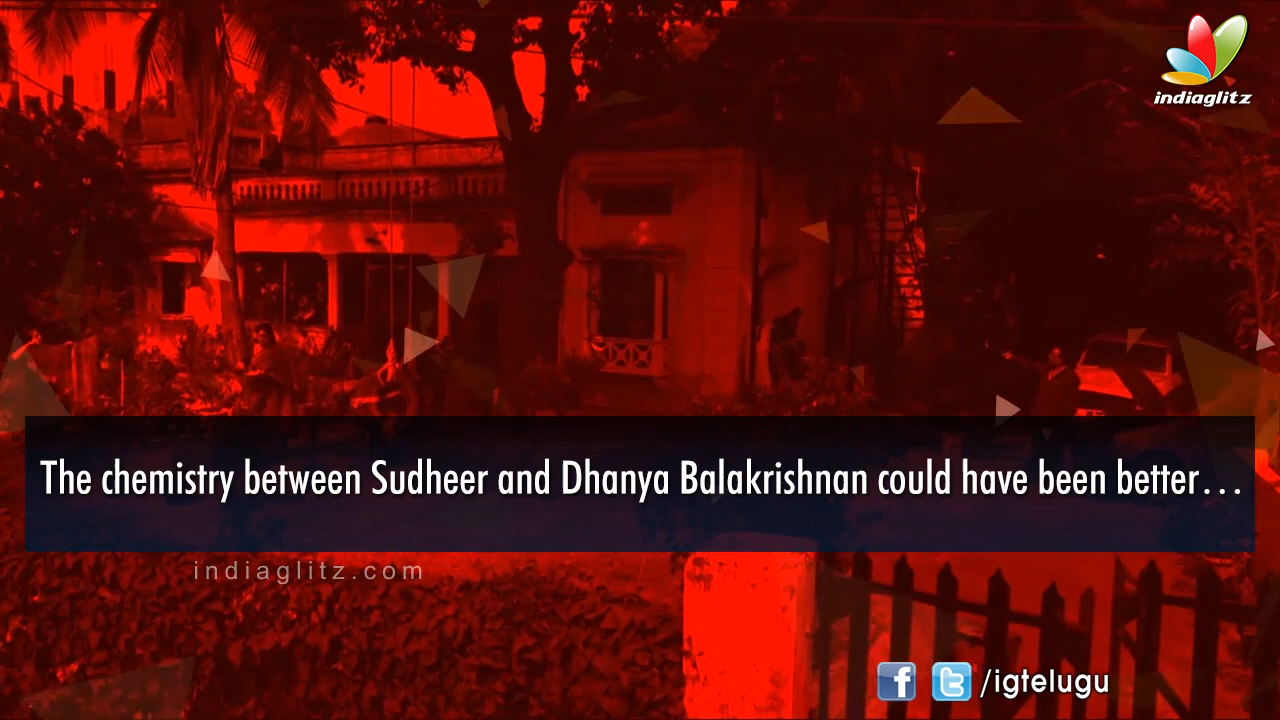 indiaglitz
The chemistry between Sudheer and Dhanya Balakrishnan could have been better...
indiaglitz.com
f t /igtelugu